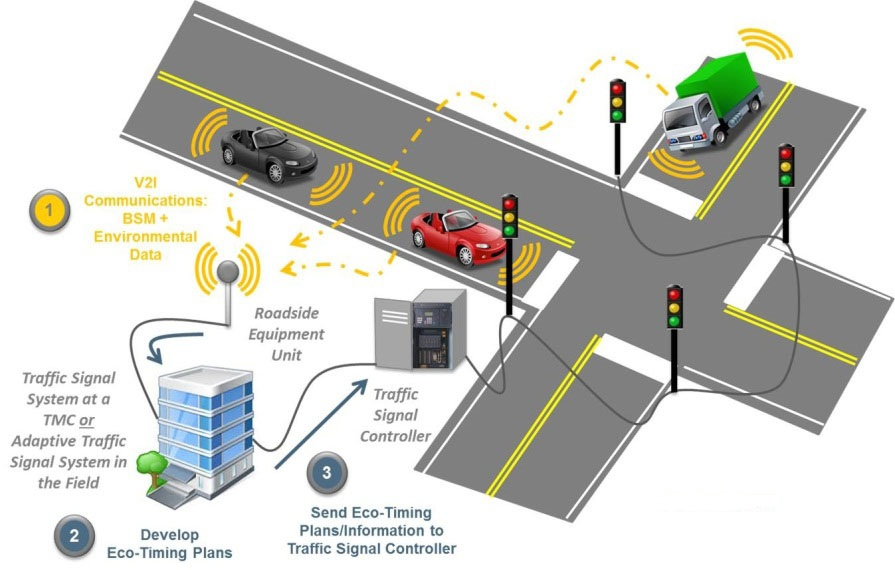 1
V2I
Communications:
BSM +
Environmental
Data
Roadside
Equipment
Unit
Traffic Signal
System at a
TMC or
Adaptive Traffic
Signal System in
the Field
Traffic
Signal
Controller
2
Develop
Eco-Timing Plans
3
Send Eco-Timing
Plans/Information to
Traffic Signal Controller